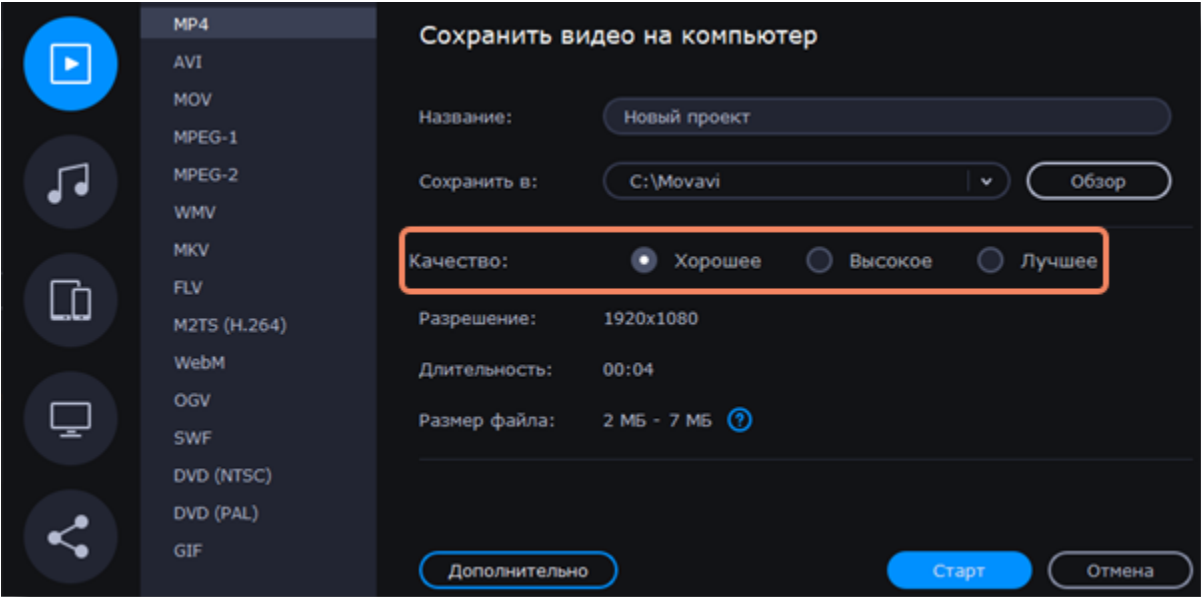 MP4
AVI
MOV
MPEG-1
MPEG-2
WMV
MKV
FLV
M2TS (H.264)
WebM
OGV
SWF
DVD (NTSC)
DVD (PAL)
GIF
Сохранить видео на компьютер
Название: Новый проект
Сохранить в: C:\Movavi Обзор
Качество: Хорошее Высокое Лучшее
Разрешение: 1920x1080
Длительность: 00:04
Размер файла: 2 МБ - 7 МБ ?
Дополнительно Старт Отмена